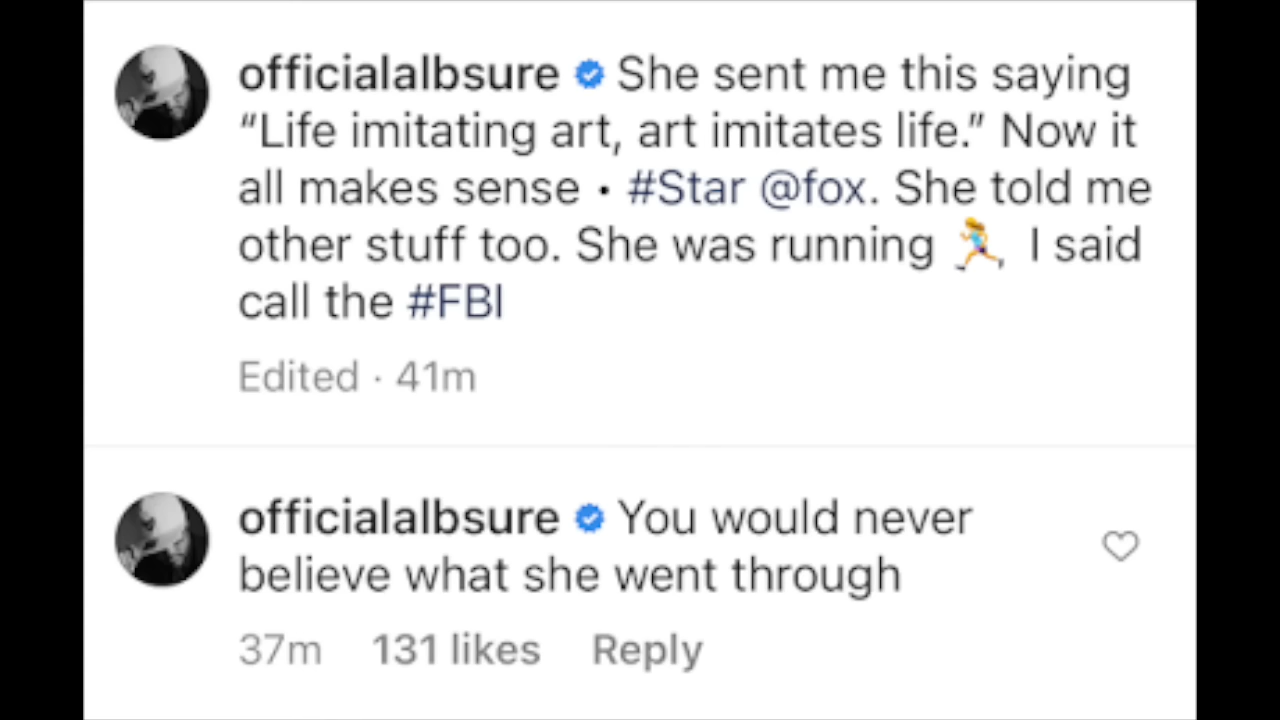 officialalbsure She sent me this saying
“Life imitating art, art imitates life.” Now it
all makes sense • #Star @fox. She told me
other stuff too. She was running 🏃‍♀️ I said
call the #FBI
Edited · 41m
officialalbsure You would never
believe what she went through
37m 131 likes Reply